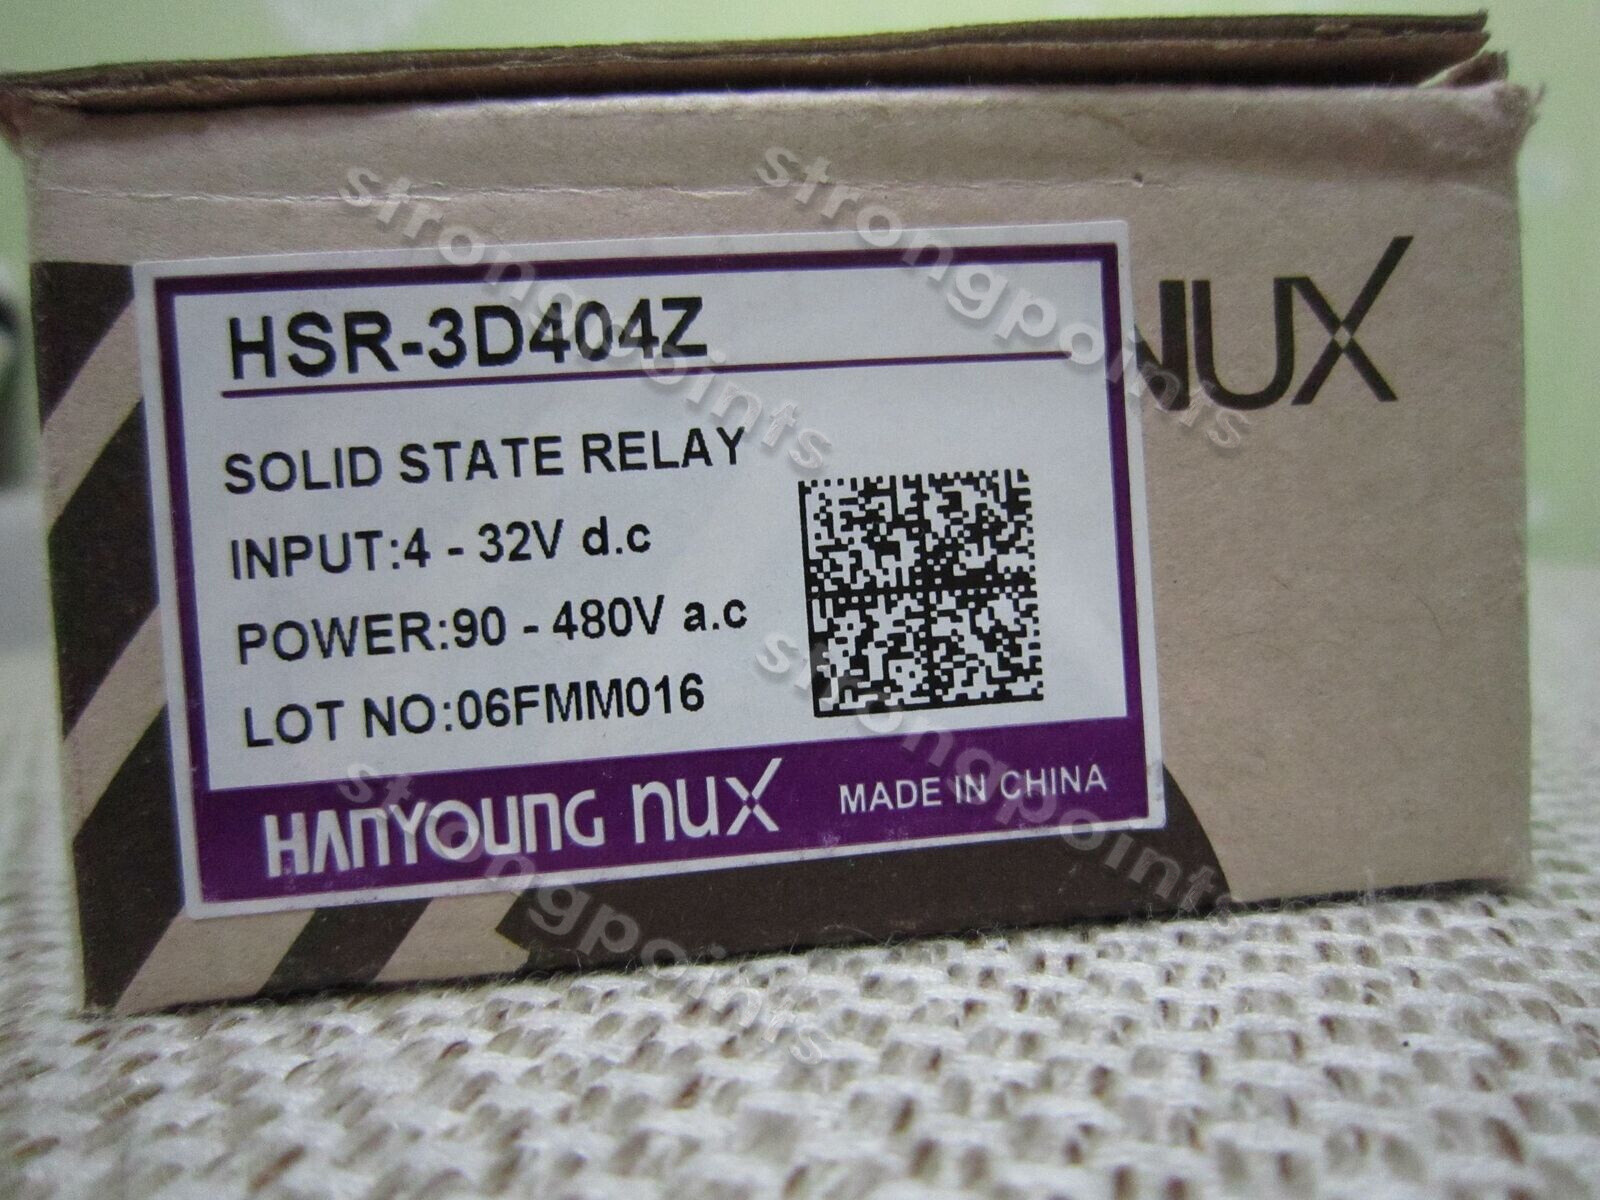 HSR-3D404Z
SOLID STATE RELAY
INPUT:4 - 32V d.c
POWER:90 - 480V a.c
LOT NO:06FMM016
HANYOUNG nux
MADE IN CHINA
NUX
strongpoints
strongpoints
strongpoints
strongpoints